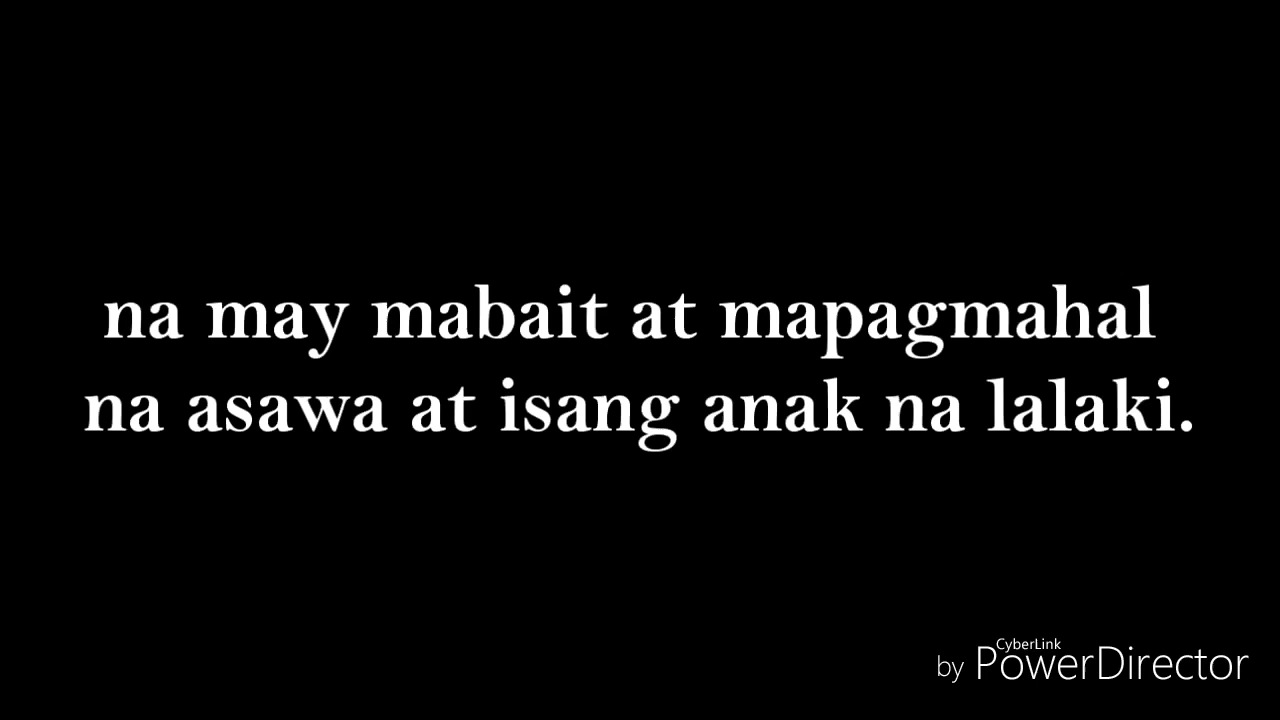 na may mabait at mapagmahal
na asawa at isang anak na lalaki.
by CyberLink PowerDirector